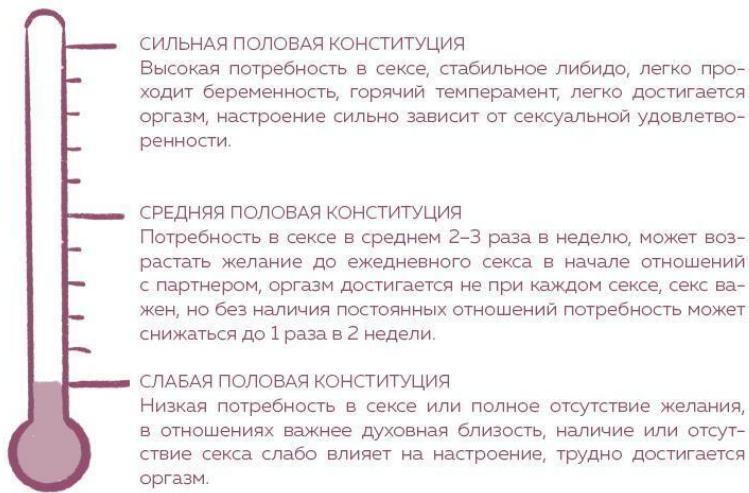 СИЛЬНАЯ ПОЛОВАЯ КОНСТИТУЦИЯ
Высокая потребность в сексе, стабильное либидо, легко про-
ходит беременность, горячий темперамент, легко достигается
оргазм, настроение сильно зависит от сексуальной удовлетво-
ренности.
СРЕДНЯЯ ПОЛОВАЯ КОНСТИТУЦИЯ
Потребность в сексе в среднем 2–3 раза в неделю, может воз-
растать желание до ежедневного секса в начале отношений
с партнером, оргазм достигается не при каждом сексе, секс ва-
жен, но без наличия постоянных отношений потребность может
снижаться до 1 раза в 2 недели.
СЛАБАЯ ПОЛОВАЯ КОНСТИТУЦИЯ
Низкая потребность в сексе или полное отсутствие желания,
в отношениях важнее духовная близость, наличие или отсут-
ствие секса слабо влияет на настроение, трудно достигается
оргазм.